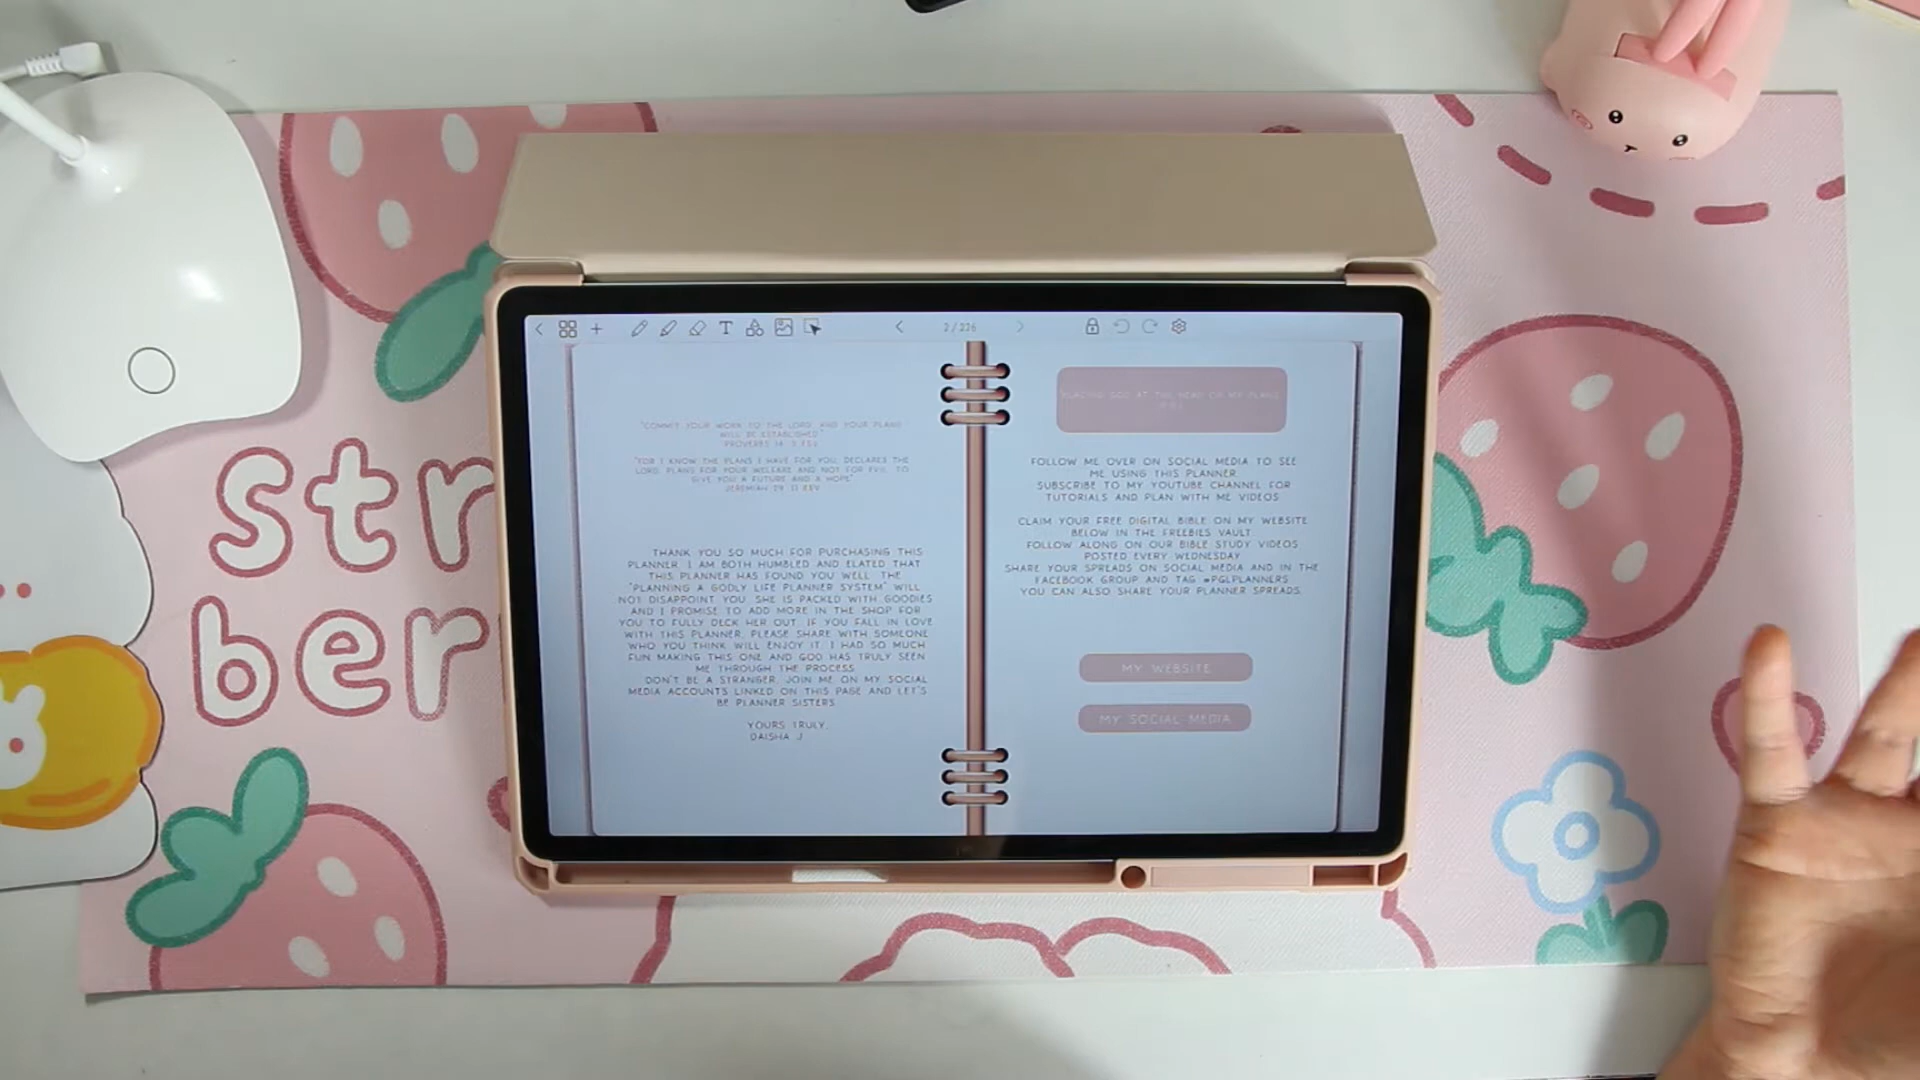 2/226
"COMMIT YOUR WORK TO THE LORD, AND YOUR PLANS
WILL BE ESTABLISHED."
PROVERBS 16:3 ESV
"FOR I KNOW THE PLANS I HAVE FOR YOU, DECLARES THE
LORD, PLANS FOR YOUR WELFARE AND NOT FOR EVIL, TO
GIVE YOU A FUTURE AND A HOPE"
JEREMIAH 29:11 ESV
THANK YOU SO MUCH FOR PURCHASING THIS
PLANNER. I AM BOTH HUMBLED AND ELATED THAT
THIS PLANNER HAS FOUND YOU WELL. THE
"PLANNING A GODLY LIFE PLANNER SYSTEM" WILL
NOT DISAPPOINT YOU. SHE IS PACKED WITH GOODIES
AND I PROMISE TO ADD MORE IN THE SHOP FOR
YOU TO FULLY DECK HER OUT. IF YOU FALL IN LOVE
WITH THIS PLANNER, PLEASE SHARE WITH SOMEONE
WHO YOU THINK WILL ENJOY IT. I HAD SO MUCH
FUN MAKING THIS ONE AND GOD HAS TRULY SEEN
ME THROUGH THE PROCESS.
DON'T BE A STRANGER, JOIN ME ON MY SOCIAL
MEDIA ACCOUNTS LINKED ON THIS PAGE AND LET'S
BE PLANNER SISTERS.
YOURS TRULY,
DAISHA J
PLACING GOD AT THE HEAD OF MY PLANS
FOLLOW ME OVER ON SOCIAL MEDIA TO SEE
ME USING THIS PLANNER.
SUBSCRIBE TO MY YOUTUBE CHANNEL FOR
TUTORIALS AND PLAN WITH ME VIDEOS.
CLAIM YOUR FREE DIGITAL BIBLE ON MY WEBSITE
BELOW IN THE FREEBIES VAULT.
FOLLOW ALONG ON OUR BIBLE STUDY VIDEOS
POSTED EVERY WEDNESDAY
SHARE YOUR SPREADS ON SOCIAL MEDIA AND IN THE
FACEBOOK GROUP AND TAG #PGLPLANNERS
YOU CAN ALSO SHARE YOUR PLANNER SPREADS.
MY WEBSITE
MY SOCIAL MEDIA
str
ber